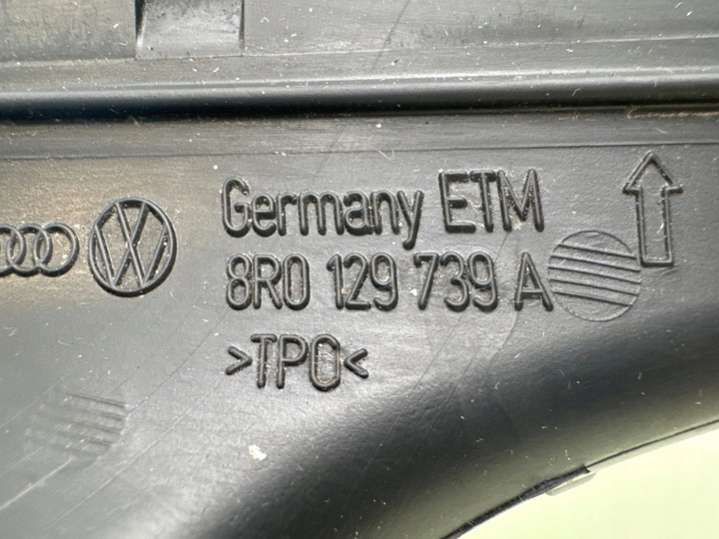 Germany ETM
8R0 129 739 A
>TPO<